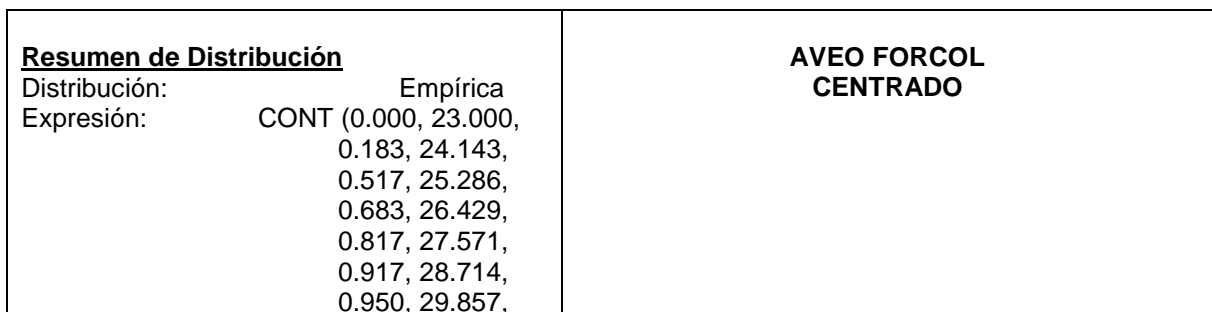 Resumen de Distribución
Distribución: Empírica
Expresión: CONT (0.000, 23.000,
0.183, 24.143,
0.517, 25.286,
0.683, 26.429,
0.817, 27.571,
0.917, 28.714,
0.950, 29.857,
AVEO FORCOL
CENTRADO